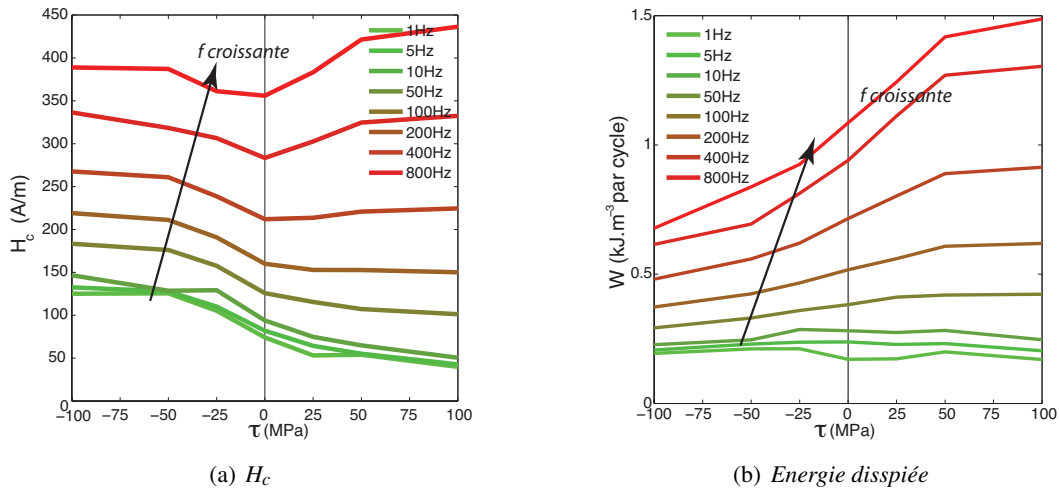 H_c (A/m)
450
400
350
300
250
200
150
100
50
0
f croissante
1Hz
5Hz
10Hz
50Hz
100Hz
200Hz
400Hz
800Hz
−100 −75 −50 −25 0 25 50 75 100
τ (MPa)
(a) H_c
W (kJ.m⁻³ par cycle)
1.5
1
0.5
0
1Hz
5Hz
10Hz
50Hz
100Hz
200Hz
400Hz
800Hz
f croissante
−100 −75 −50 −25 0 25 50 75 100
τ (MPa)
(b) Energie disspiée